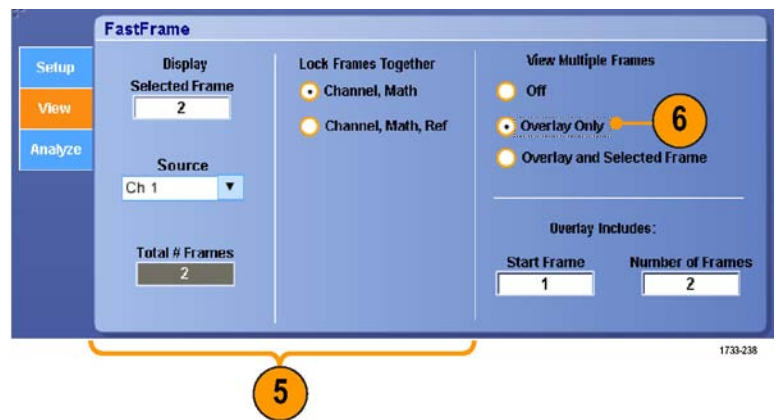 FastFrame
Setup
View
Analyze
Display
Selected Frame
2
Source
Ch 1
Total # Frames
2
Lock Frames Together
Channel, Math
Channel, Math, Ref
View Multiple Frames
Off
Overlay Only
6
Overlay and Selected Frame
Overlay Includes:
Start Frame
1
Number of Frames
2
1733-238
5